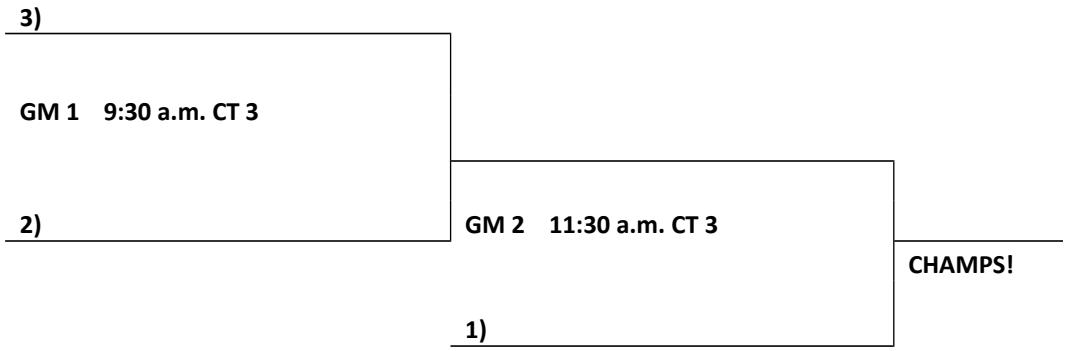 3)
GM 1 9:30 a.m. CT 3
2)
GM 2 11:30 a.m. CT 3
CHAMPS!
1)